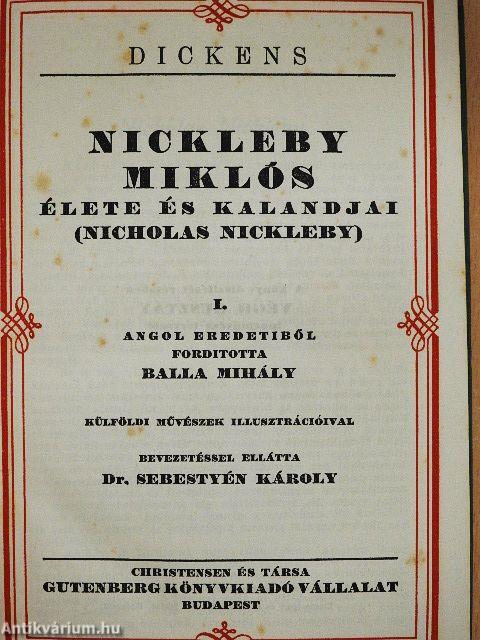 DICKENS
NICKLEBY
MIKLÓS
ÉLETE ÉS KALANDJAI
(NICHOLAS NICKLEBY)
I.
ANGOL EREDETIBŐL
FORDITOTTA
BALLA MIHÁLY
KÜLFÖLDI MŰVÉSZEK ILLUSZTRÁCIÓIVAL
BEVEZETÉSSEL ELLÁTTA
Dr. SEBESTYÉN KÁROLY
CHRISTENSEN ÉS TÁRSA
GUTENBERG KÖNYVKIADÓ VÁLLALAT
BUDAPEST
Antikvárium.hu